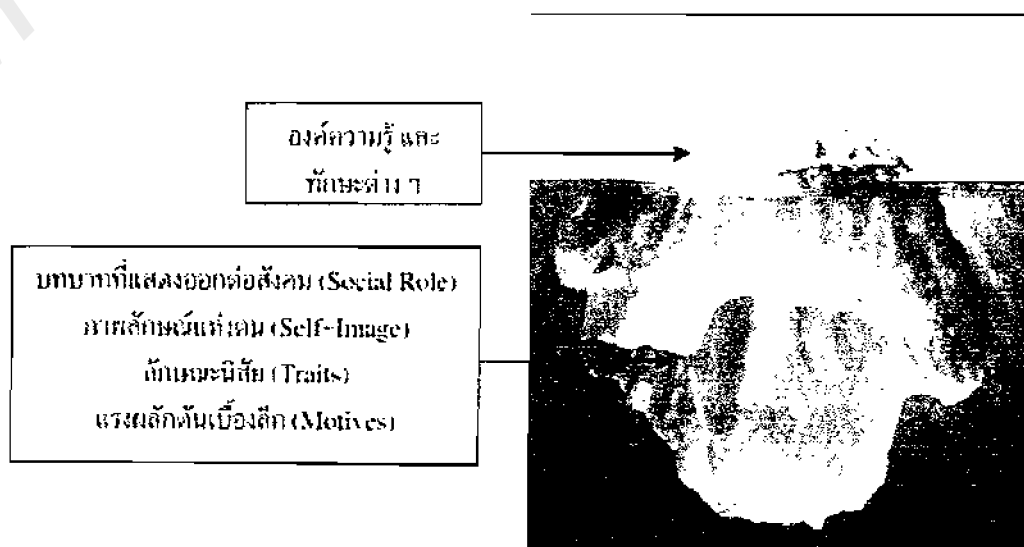 องค์ความรู้ และ
ทักษะต่าง ๆ
บทบาทที่แสดงออกต่อสังคม (Social Role)
ภาพลักษณ์แห่งตน (Self-Image)
ลักษณะนิสัย (Traits)
แรงผลักดันเบื้องลึก (Motives)